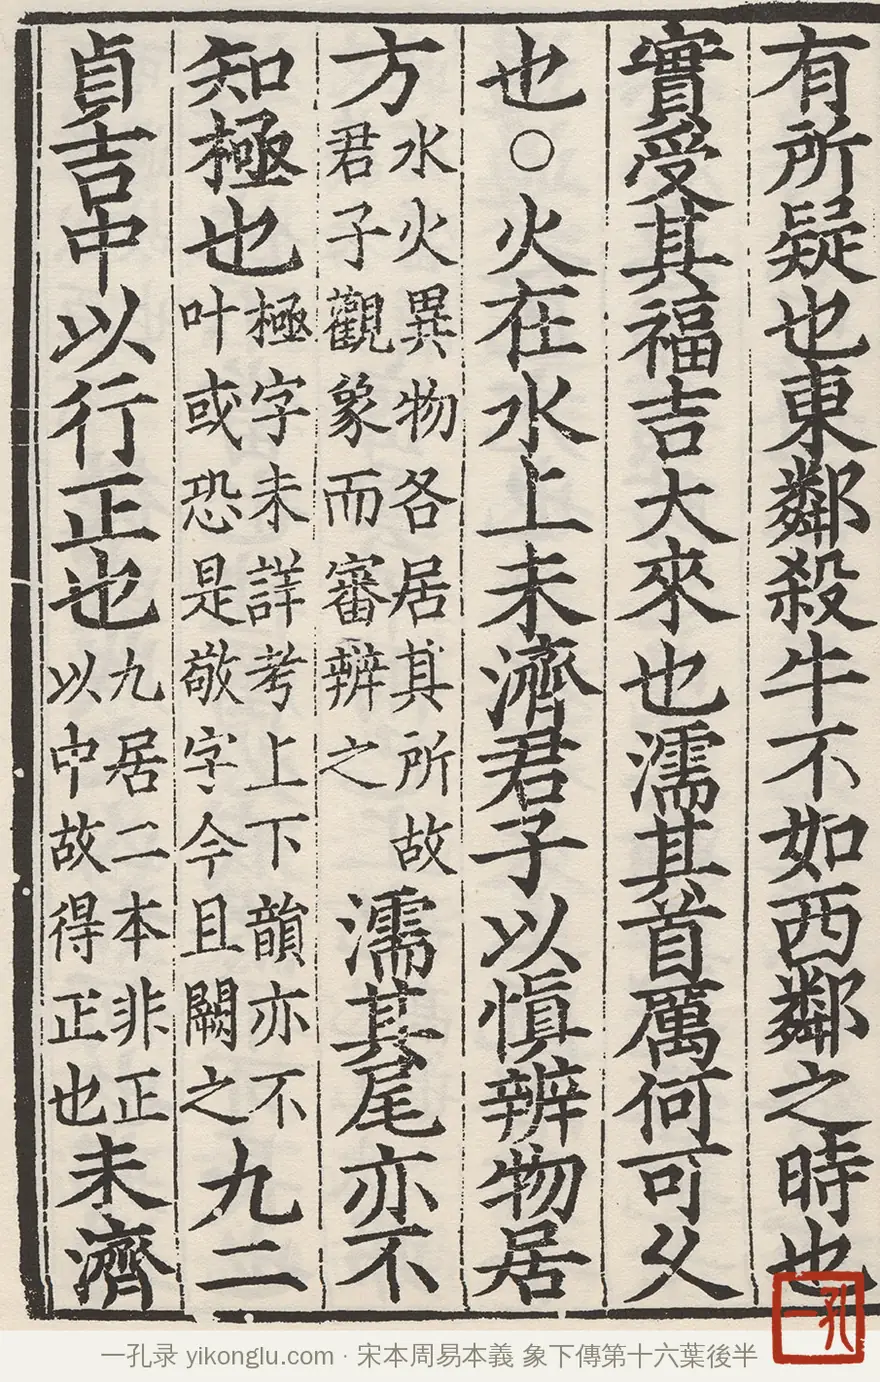 有所疑也東鄰殺牛不如西鄰之時也
實受其福吉大來也濡其首厲何可久
也○火在水上未濟君子以慎辨物居
方水火異物各居其所故君子觀象而審辨之濡其尾亦不
知極也極字未詳考上下韻亦不叶或恐是敬字今且闕之九二
貞吉中以行正也九居二本非正以中故得正也未濟
一孔
一孔录 yikonglu.com · 宋本周易本義 象下傳第十六葉後半